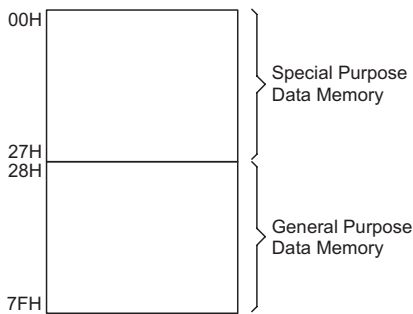 00H
Special Purpose
Data Memory
27H
28H
General Purpose
Data Memory
7FH